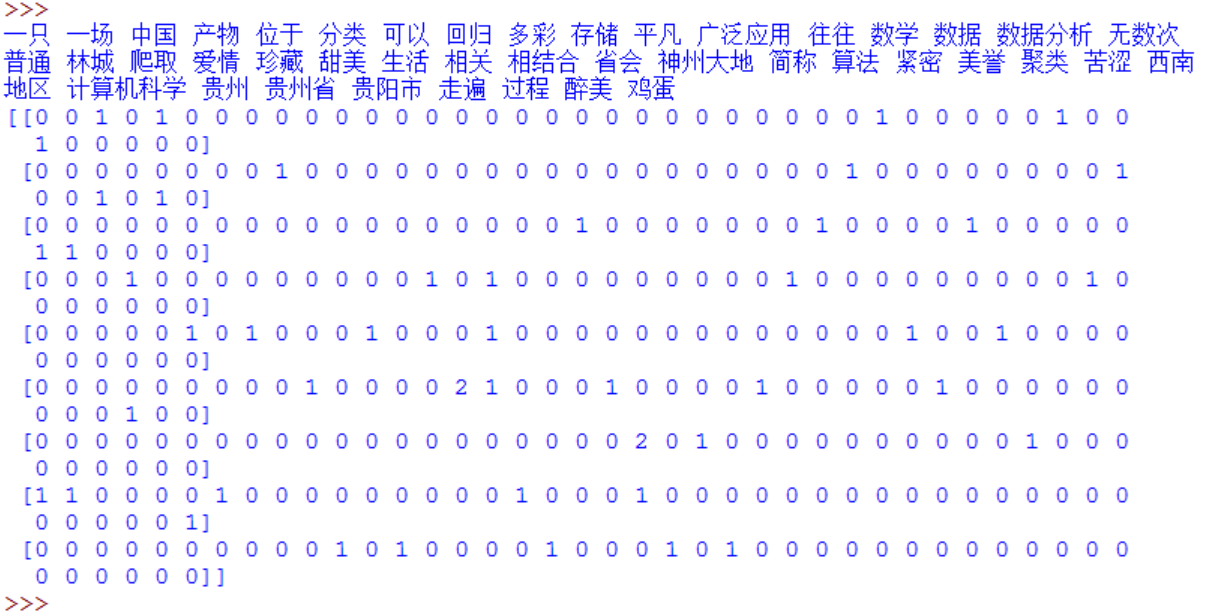 >>>
一只 一场 中国 产物 位于 分类 可以 回归 多彩 存储 平凡 广泛应用 往往 数学 数据 数据分析 无数次
普通 林城 爬取 爱情 珍藏 甜美 生活 相关 相结合 省会 神州大地 简称 算法 紧密 美誉 聚类 苦涩 西南
地区 计算机科学 贵州 贵州省 贵阳市 走遍 过程 醉美 鸡蛋
[[0 0 1 0 1 0 0 0 0 0 0 0 0 0 0 0 0 0 0 0 0 0 0 0 0 0 0 0 1 0 0 0 0 0 1 0 0
1 0 0 0 0 0]
[0 0 0 0 0 0 0 0 1 0 0 0 0 0 0 0 0 0 0 0 0 0 0 0 0 0 0 1 0 0 0 0 0 0 0 0 1
0 0 1 0 1 0]
[0 0 0 0 0 0 0 0 0 0 0 0 0 0 0 0 0 0 1 0 0 0 0 0 0 0 1 0 0 0 0 1 0 0 0 0 0
1 1 0 0 0 0]
[0 0 0 1 0 0 0 0 0 0 0 0 0 1 0 1 0 0 0 0 0 0 0 0 0 1 0 0 0 0 0 0 0 0 0 1 0
0 0 0 0 0 0]
[0 0 0 0 0 1 0 1 0 0 0 1 0 0 0 1 0 0 0 0 0 0 0 0 0 0 0 0 0 1 0 0 1 0 0 0 0
0 0 0 0 0 0]
[0 0 0 0 0 0 0 0 0 1 0 0 0 0 2 1 0 0 0 1 0 0 0 0 1 0 0 0 0 0 1 0 0 0 0 0 0
0 0 0 1 0 0]
[0 0 0 0 0 0 0 0 0 0 0 0 0 0 0 0 0 0 0 0 2 0 1 0 0 0 0 0 0 0 0 0 0 1 0 0 0
0 0 0 0 0 0]
[1 1 0 0 0 0 1 0 0 0 0 0 0 0 0 0 1 0 0 0 1 0 0 0 0 0 0 0 0 0 0 0 0 0 0 0 0
0 0 0 0 0 1]
[0 0 0 0 0 0 0 0 0 0 1 0 1 0 0 0 0 1 0 0 0 1 0 1 0 0 0 0 0 0 0 0 0 0 0 0 0
0 0 0 0 0 0]]
>>>